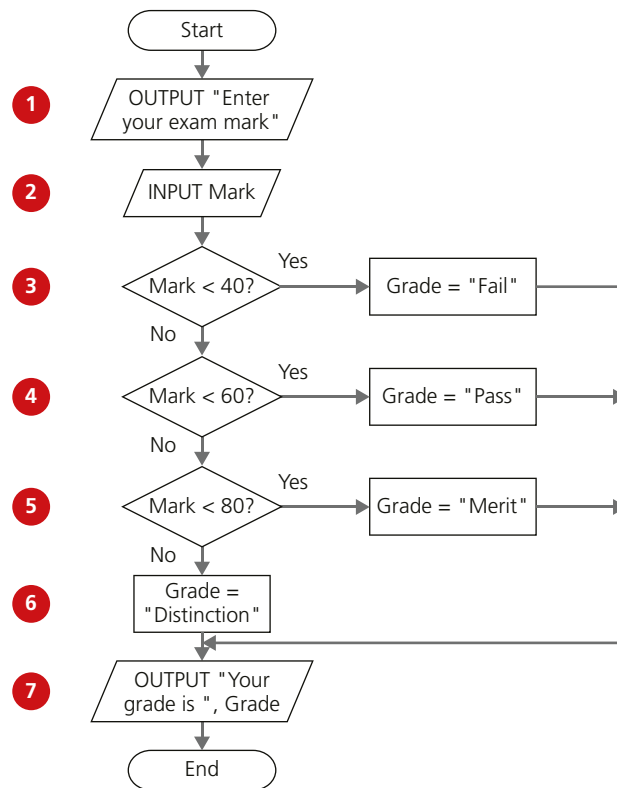 Start
1
OUTPUT "Enter
your exam mark"
2
INPUT Mark
3
Mark < 40?
Yes
Grade = "Fail"
No
4
Mark < 60?
Yes
Grade = "Pass"
No
5
Mark < 80?
Yes
Grade = "Merit"
No
6
Grade =
"Distinction"
7
OUTPUT "Your
grade is ", Grade
End